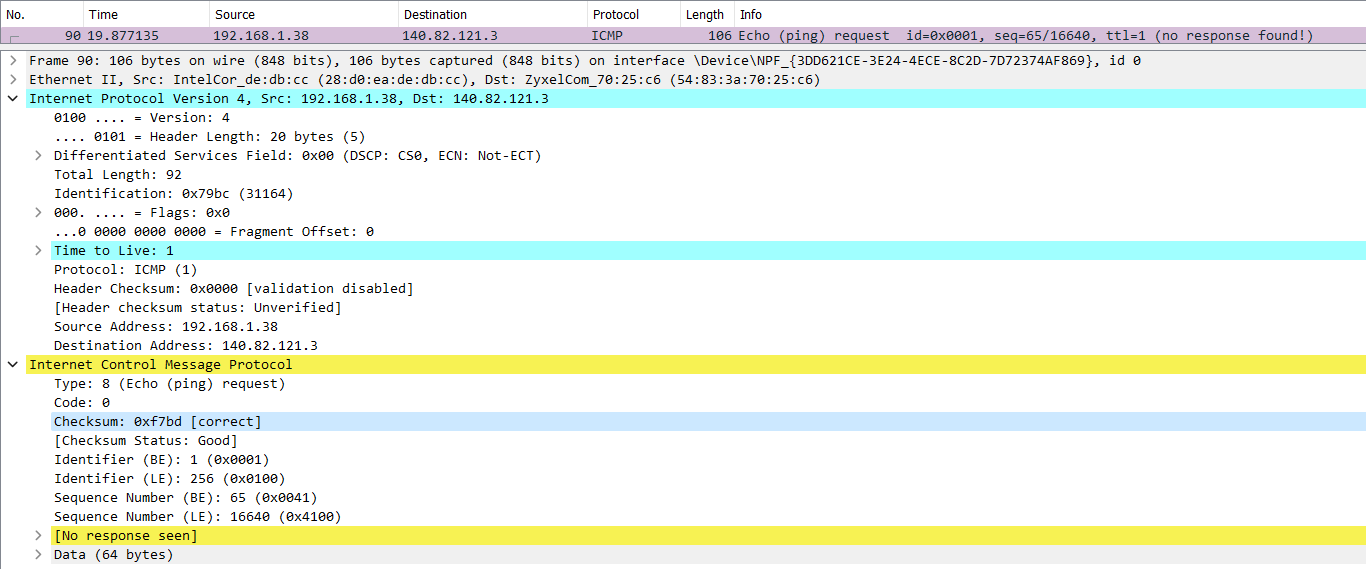 No. Time Source Destination Protocol Length Info
90 19.877135 192.168.1.38 140.82.121.3 ICMP 106 Echo (ping) request id=0x0001, seq=65/16640, ttl=1 (no response found!)
Frame 90: 106 bytes on wire (848 bits), 106 bytes captured (848 bits) on interface \Device\NPF_{3DD621CE-3E24-4ECE-8C2D-7D72374AF869}, id 0
Ethernet II, Src: IntelCor_de:db:cc (28:d0:ea:de:db:cc), Dst: ZyxelCom_70:25:c6 (54:83:3a:70:25:c6)
Internet Protocol Version 4, Src: 192.168.1.38, Dst: 140.82.121.3
0100 .... = Version: 4
.... 0101 = Header Length: 20 bytes (5)
Differentiated Services Field: 0x00 (DSCP: CS0, ECN: Not-ECT)
Total Length: 92
Identification: 0x79bc (31164)
000. .... = Flags: 0x0
...0 0000 0000 0000 = Fragment Offset: 0
Time to Live: 1
Protocol: ICMP (1)
Header Checksum: 0x0000 [validation disabled]
[Header checksum status: Unverified]
Source Address: 192.168.1.38
Destination Address: 140.82.121.3
Internet Control Message Protocol
Type: 8 (Echo (ping) request)
Code: 0
Checksum: 0xf7bd [correct]
[Checksum Status: Good]
Identifier (BE): 1 (0x0001)
Identifier (LE): 256 (0x0100)
Sequence Number (BE): 65 (0x0041)
Sequence Number (LE): 16640 (0x4100)
[No response seen]
Data (64 bytes)